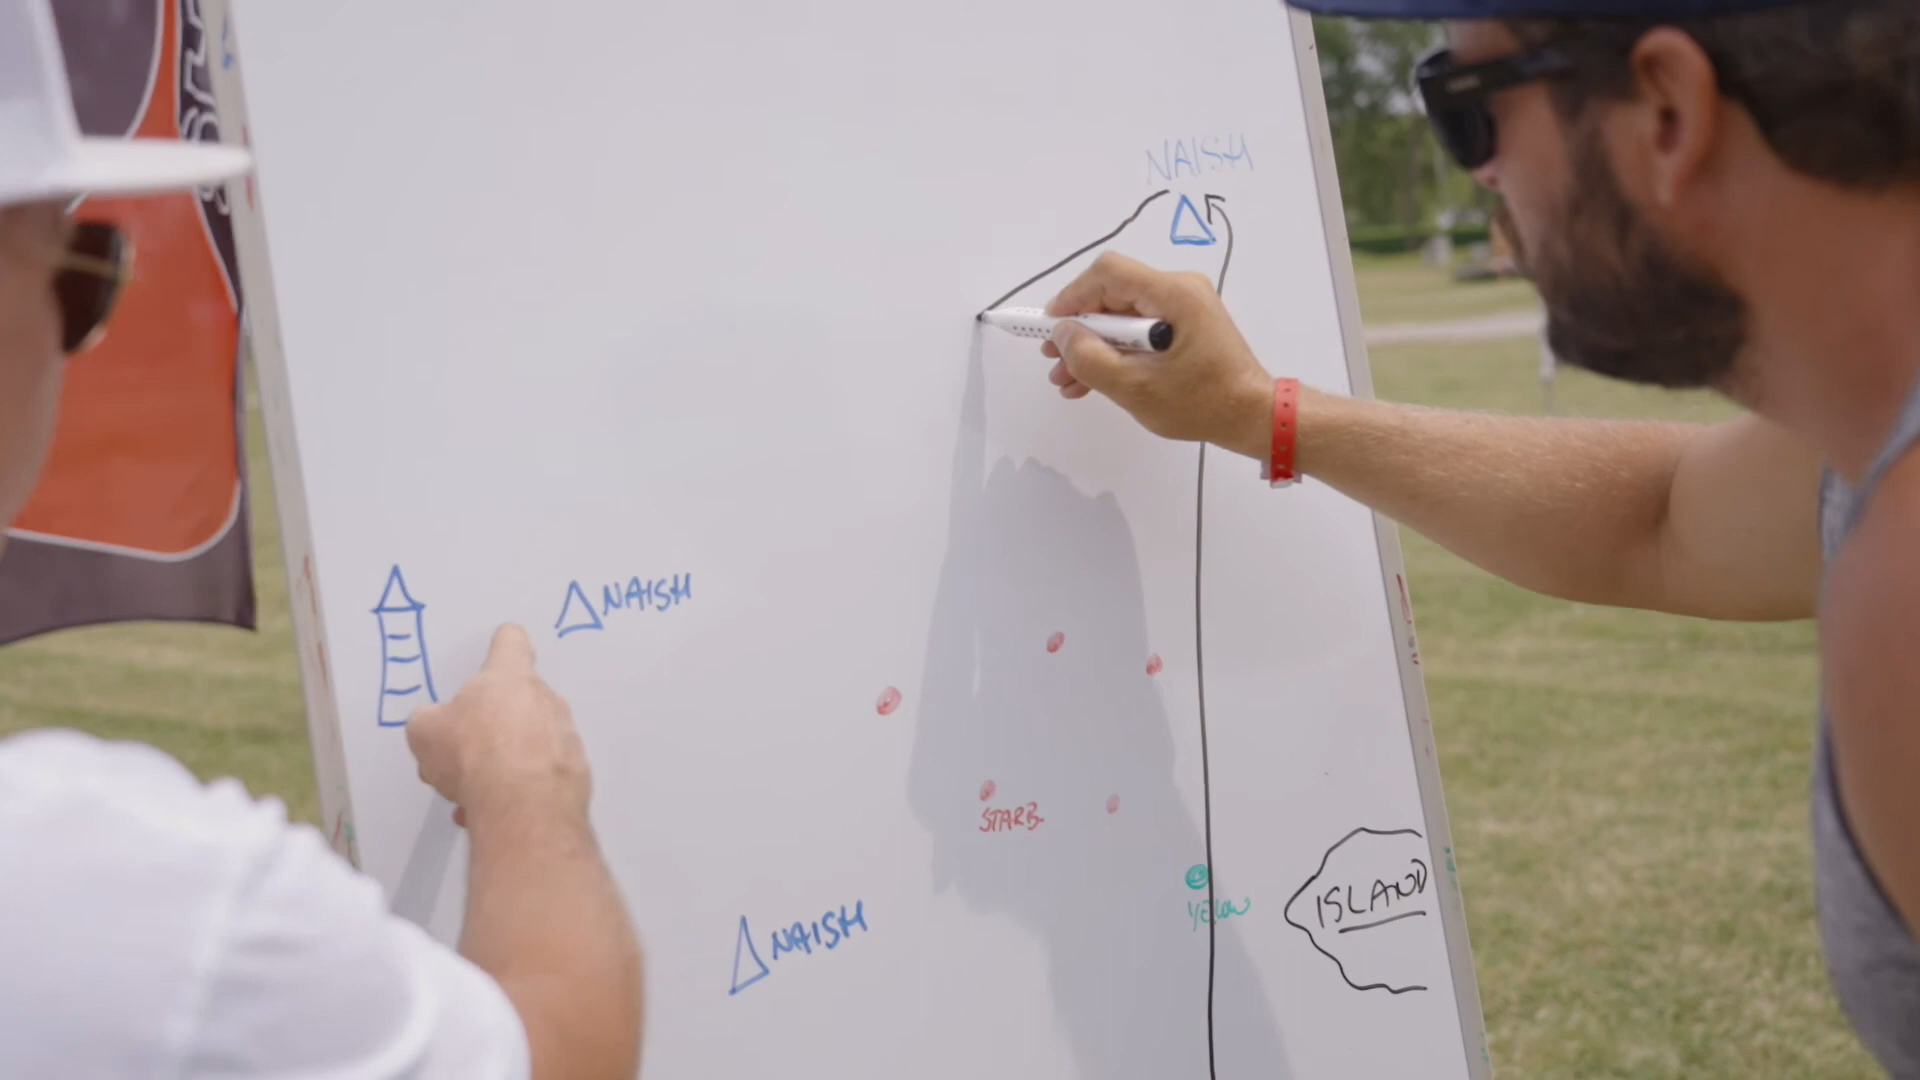 NAISH
NAISH
STARB.
YELLOW
ISLAND
NAISH